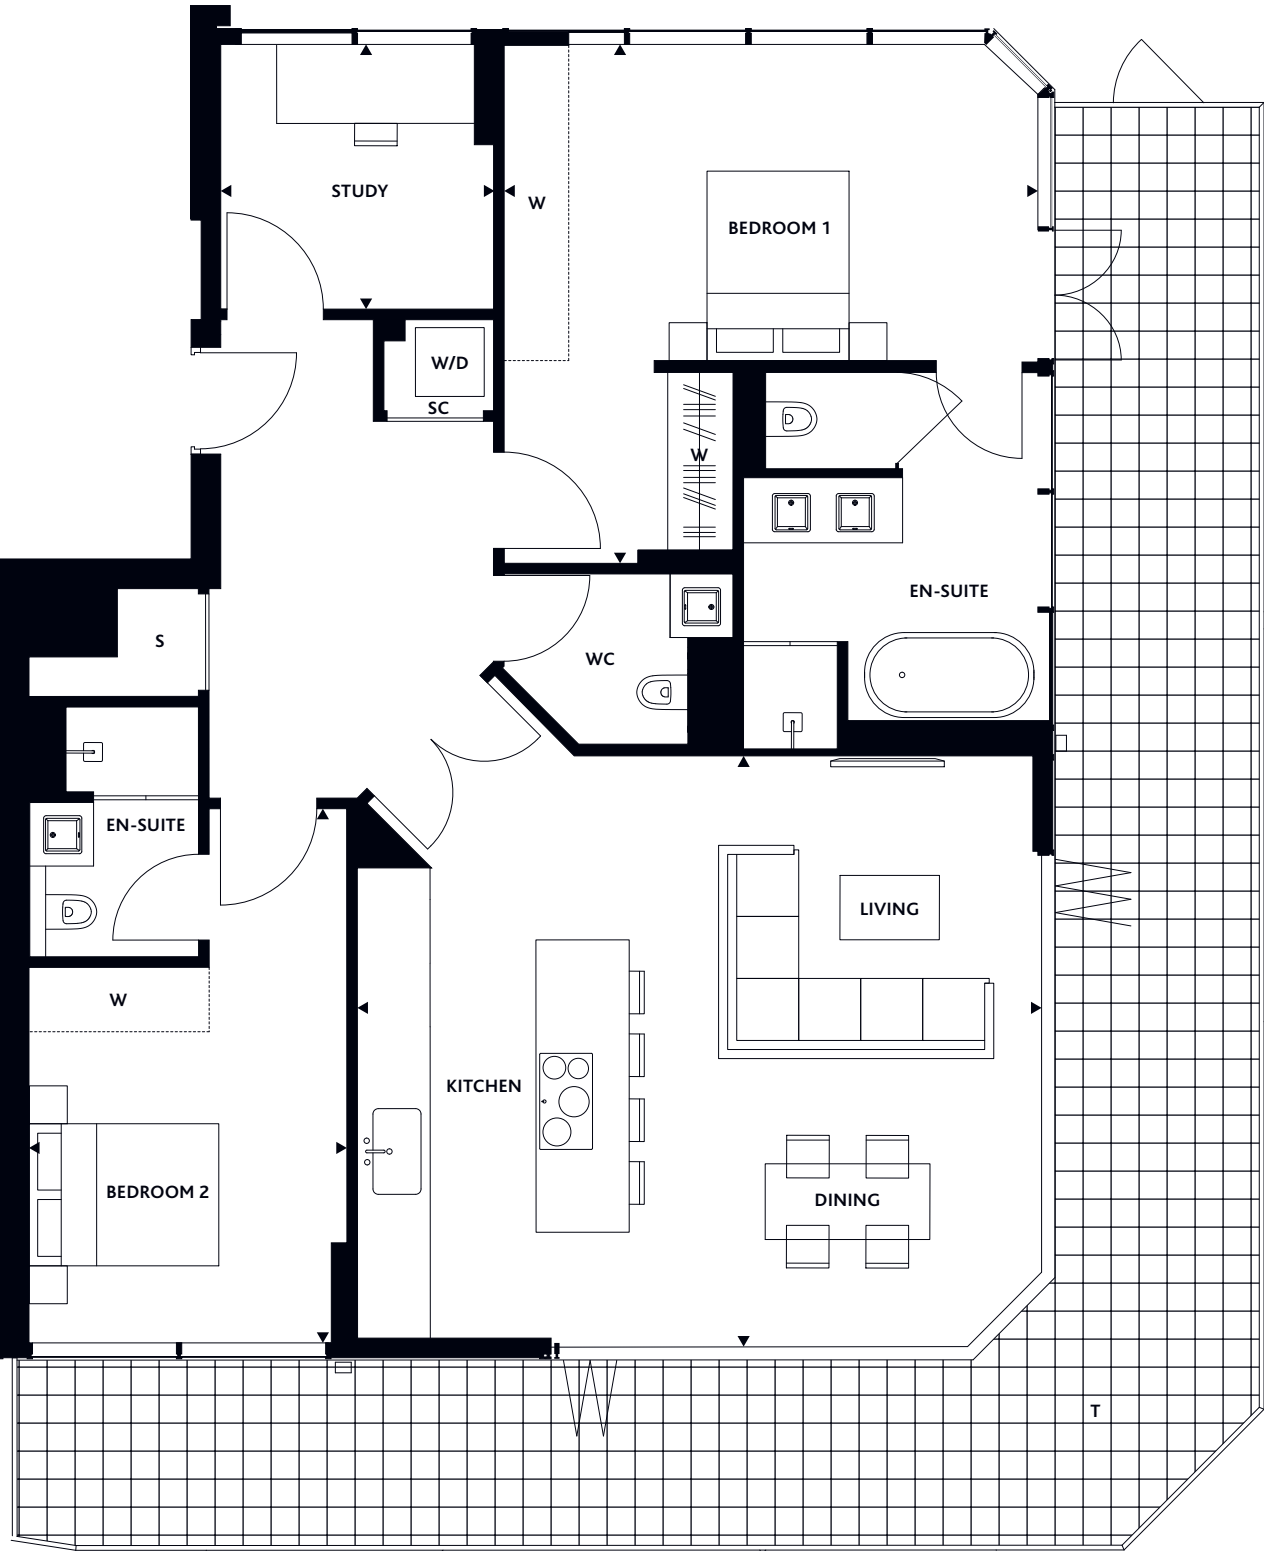 STUDY
W
BEDROOM 1
W/D
SC
W
EN-SUITE
S
WC
EN-SUITE
LIVING
W
KITCHEN
BEDROOM 2
DINING
T